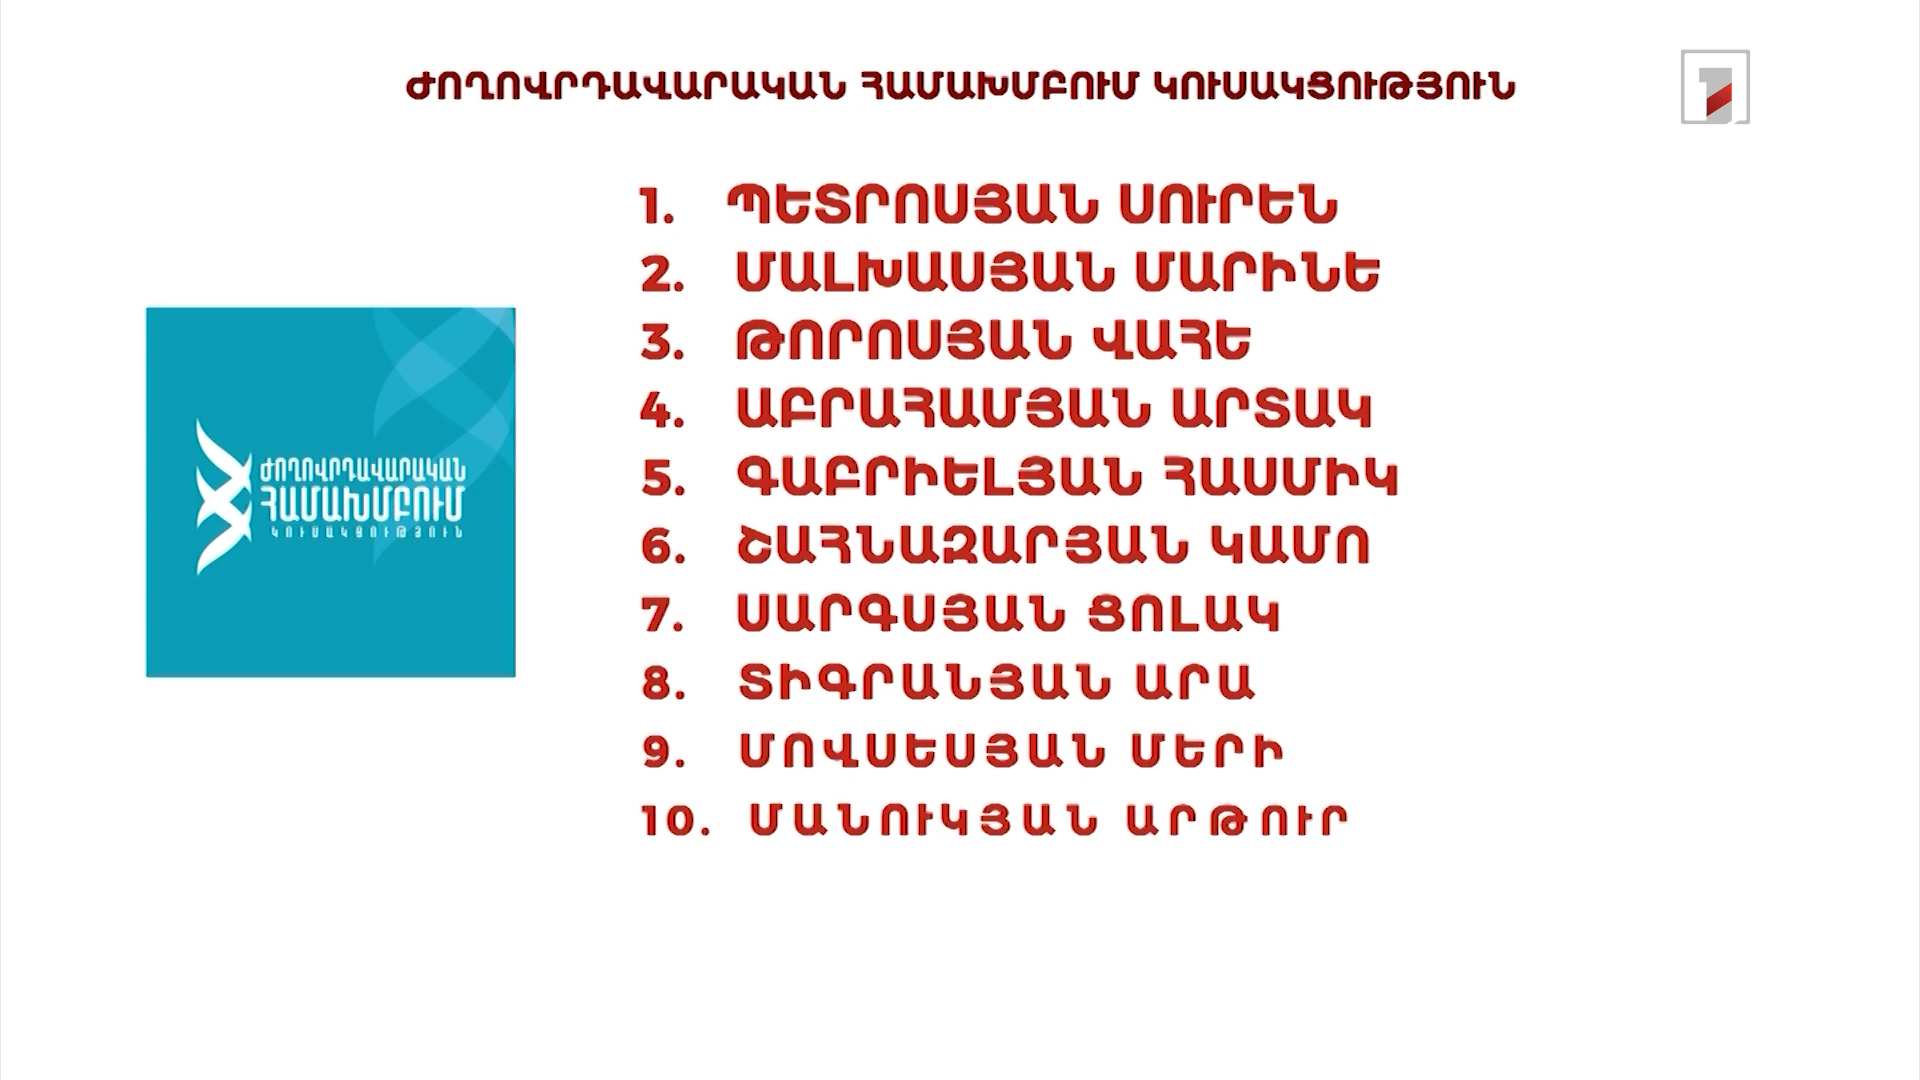 ԺՈՂՈՎՐԴԱՎԱՐԱԿԱՆ ՀԱՄԱԽՄԲՈՒՄ ԿՈՒՍԱԿՑՈՒԹՅՈՒՆ
1
1. ՊԵՏՐՈՍՅԱՆ ՍՈՒՐԵՆ
2. ՄԱԼԽԱՍՅԱՆ ՄԱՐԻՆԵ
3. ԹՈՐՈՍՅԱՆ ՎԱՀԵ
4. ԱԲՐԱՀԱՄՅԱՆ ԱՐՏԱԿ
5. ԳԱԲՐԻԵԼՅԱՆ ՀԱՍՄԻԿ
6. ՇԱՀՆԱԶԱՐՅԱՆ ԿԱՄՈ
7. ՍԱՐԳՍՅԱՆ ՑՈԼԱԿ
8. ՏԻԳՐԱՆՅԱՆ ԱՐԱ
9. ՄՈՎՍԵՍՅԱՆ ՄԵՐԻ
10. ՄԱՆՈՒԿՅԱՆ ԱՐԹՈՒՐ
ԺՈՂՈՎՐԴԱՎԱՐԱԿԱՆ
ՀԱՄԱԽՄԲՈՒՄ
ԿՈՒՍԱԿՑՈՒԹՅՈՒՆ